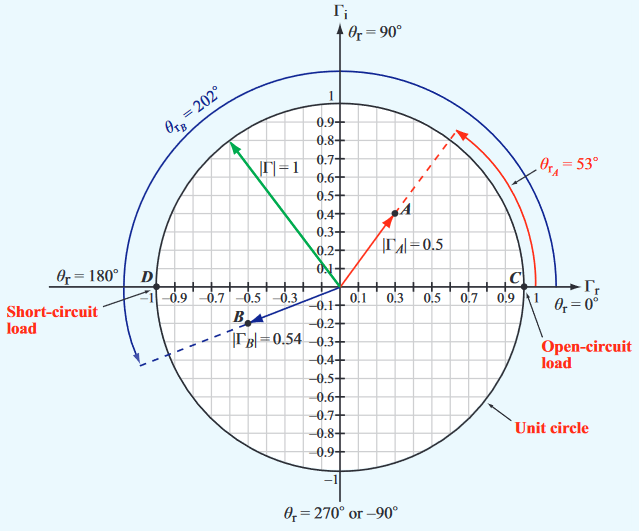 Γi
θr = 90°
θrB = 202°
1
0.9
0.8
0.7
0.6
0.5
0.4
0.3
0.2
0.1
|Γ| = 1
A
θrA = 53°
|ΓA| = 0.5
θr = 180°
D
C
Γr
θr = 0°
–1 –0.9 –0.7 –0.5 –0.3 0.1 0.3 0.5 0.7 0.9 1
Short-circuit
load
B
|ΓB| = 0.54
–0.1
–0.2
–0.3
–0.4
–0.5
–0.6
–0.7
–0.8
–0.9
–1
Open-circuit
load
Unit circle
θr = 270° or –90°